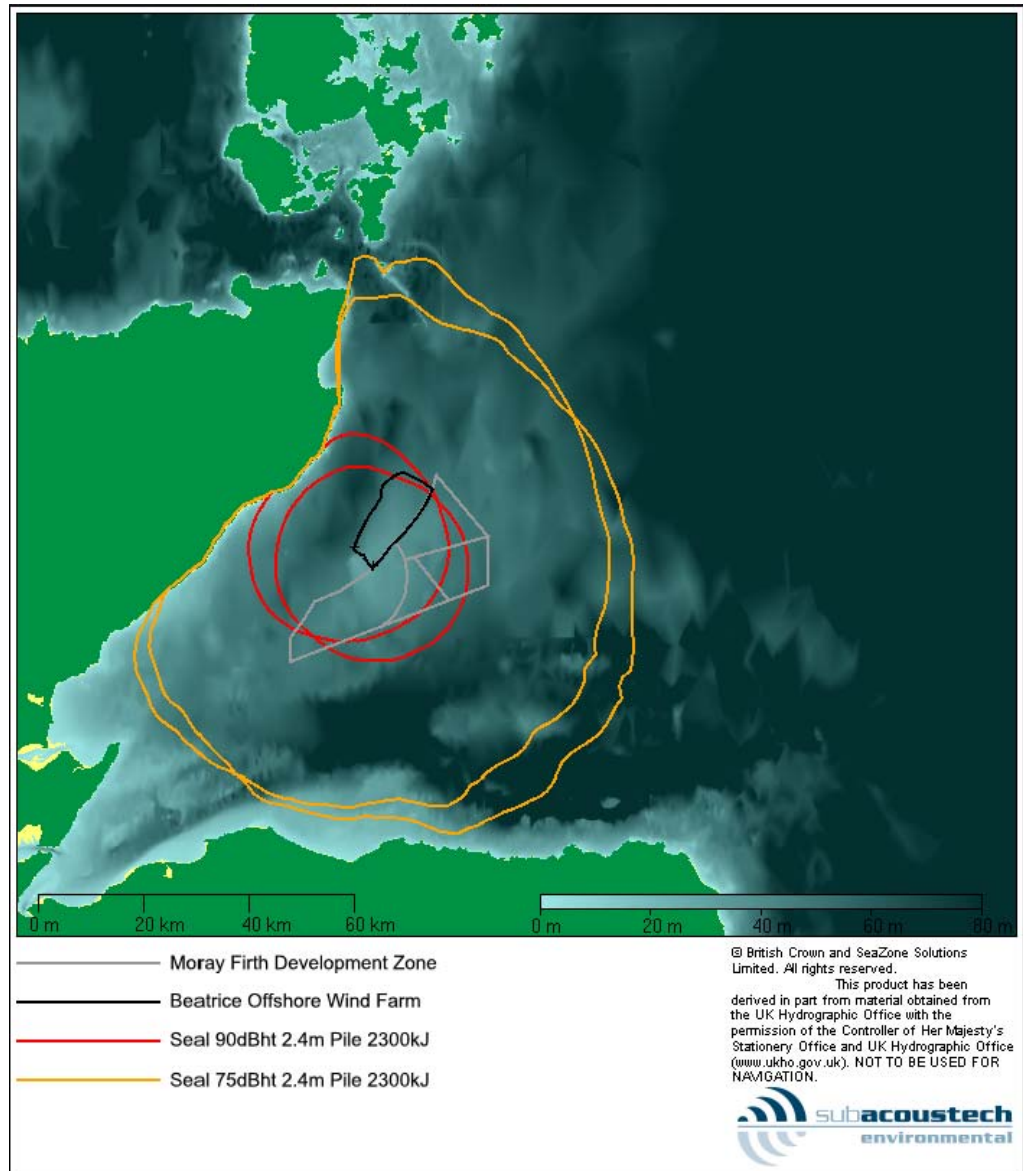 0 m 20 km 40 km 60 km 0 m 20 m 40 m 60 m 80 m
Moray Firth Development Zone
Beatrice Offshore Wind Farm
Seal 90dBht 2.4m Pile 2300kJ
Seal 75dBht 2.4m Pile 2300kJ
© British Crown and SeaZone Solutions
Limited. All rights reserved.
This product has been
derived in part from material obtained from
the UK Hydrographic Office with the
permission of the Controller of Her Majesty's
Stationery Office and UK Hydrographic Office
(www.ukho.gov.uk). NOT TO BE USED FOR
NAVIGATION.
subacoustech
environmental